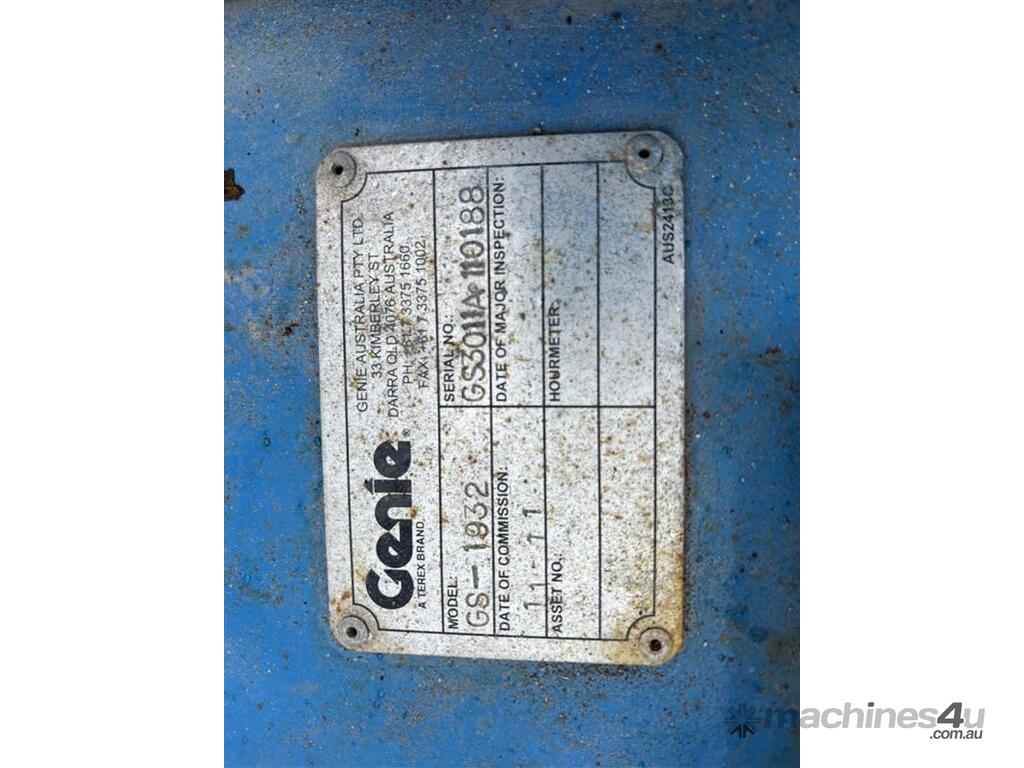 Genie®
A TEREX BRAND.
GENIE AUSTRALIA PTY LTD.
33 KIMBERLEY ST
DARRA QLD 4076 AUSTRALIA
PH: +61 7 3375 1660
FAX: +61 7 3375 1002
MODEL:
GS-1932
SERIAL NO.:
GS3011A 110188
DATE OF COMMISSION:
11-11
DATE OF MAJOR INSPECTION:
ASSET NO.:
HOURMETER:
AUS2413C
machines4u
.com.au